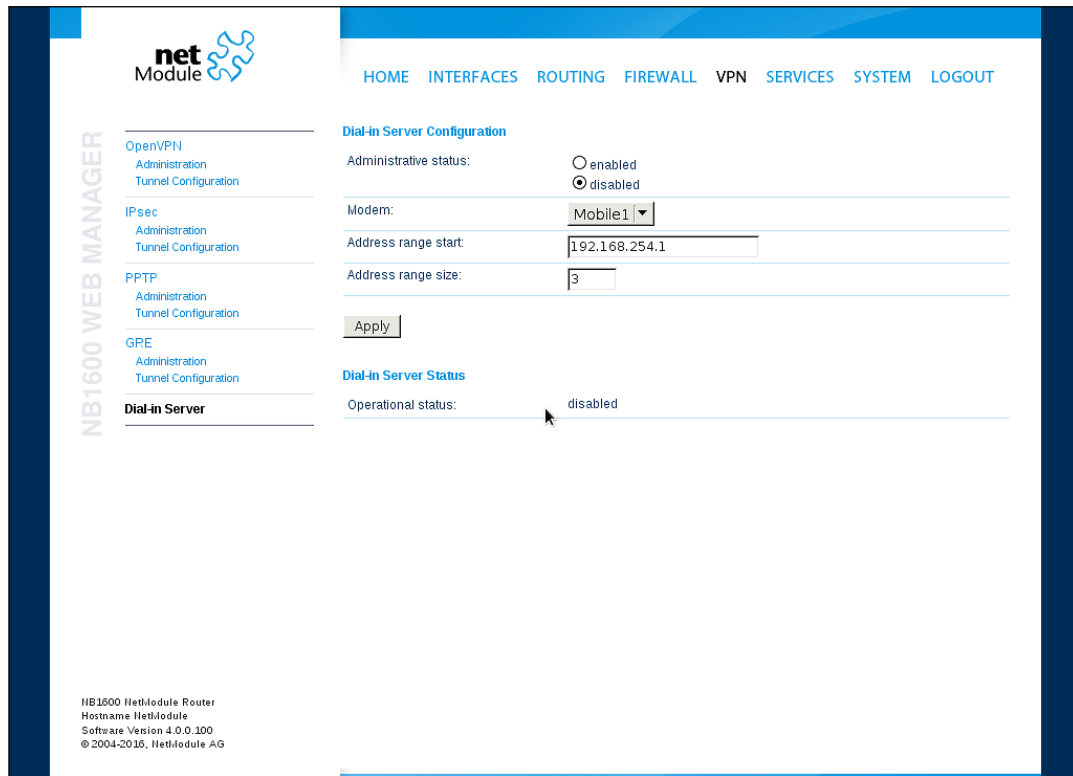 net
Module
HOME INTERFACES ROUTING FIREWALL VPN SERVICES SYSTEM LOGOUT
NB1600 WEB MANAGER
OpenVPN
Administration
Tunnel Configuration
IPsec
Administration
Tunnel Configuration
PPTP
Administration
Tunnel Configuration
GRE
Administration
Tunnel Configuration
Dial-in Server
Dial-in Server Configuration
Administrative status:
enabled
disabled
Modem: Mobile1
Address range start: 192.168.254.1
Address range size: 3
Apply
Dial-in Server Status
Operational status: disabled
NB1600 NetModule Router
Hostname NetModule
Software Version 4.0.0.100
© 2004-2016, NetModule AG